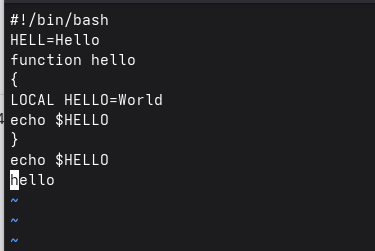 #!/bin/bash
HELL=Hello
function hello
{
LOCAL HELLO=World
echo $HELLO
}
echo $HELLO
hello
~
~
~